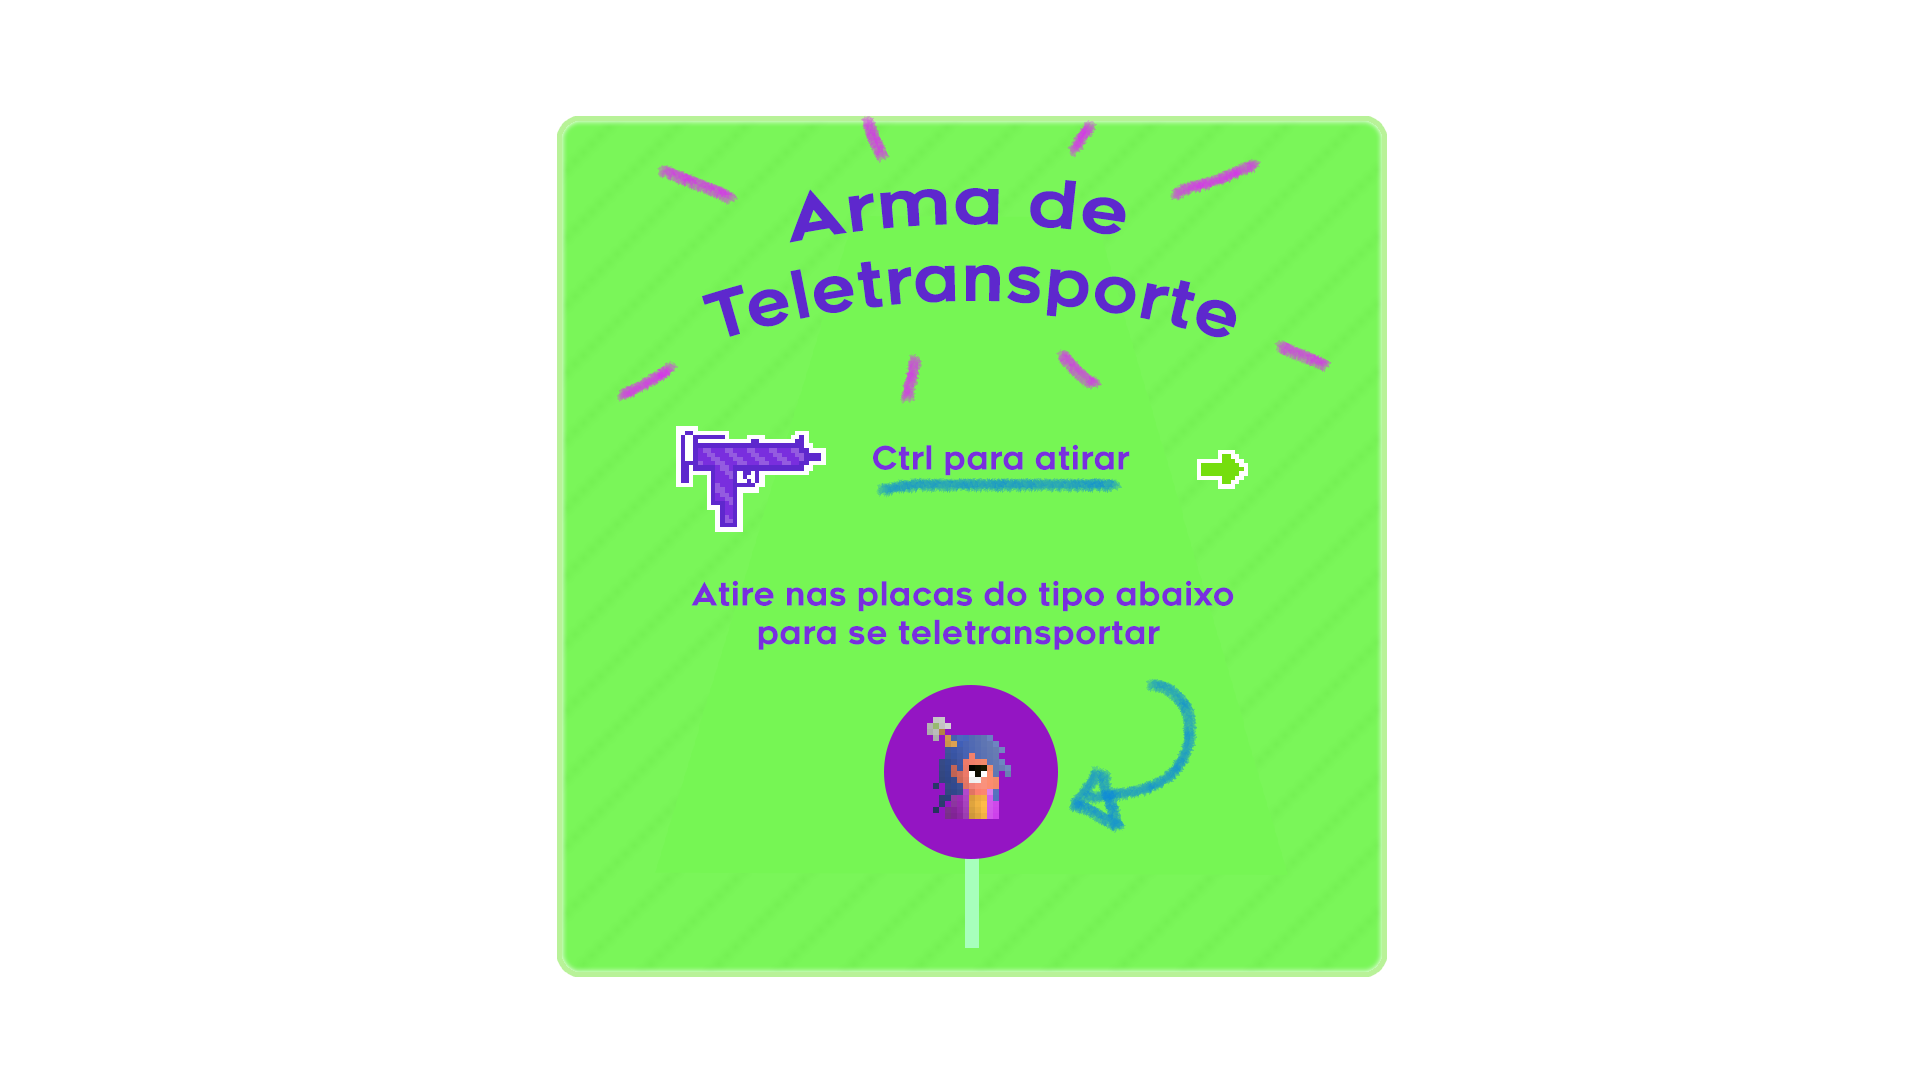 Arma de
Teletransporte
Ctrl para atirar
Atire nas placas do tipo abaixo
para se teletransportar